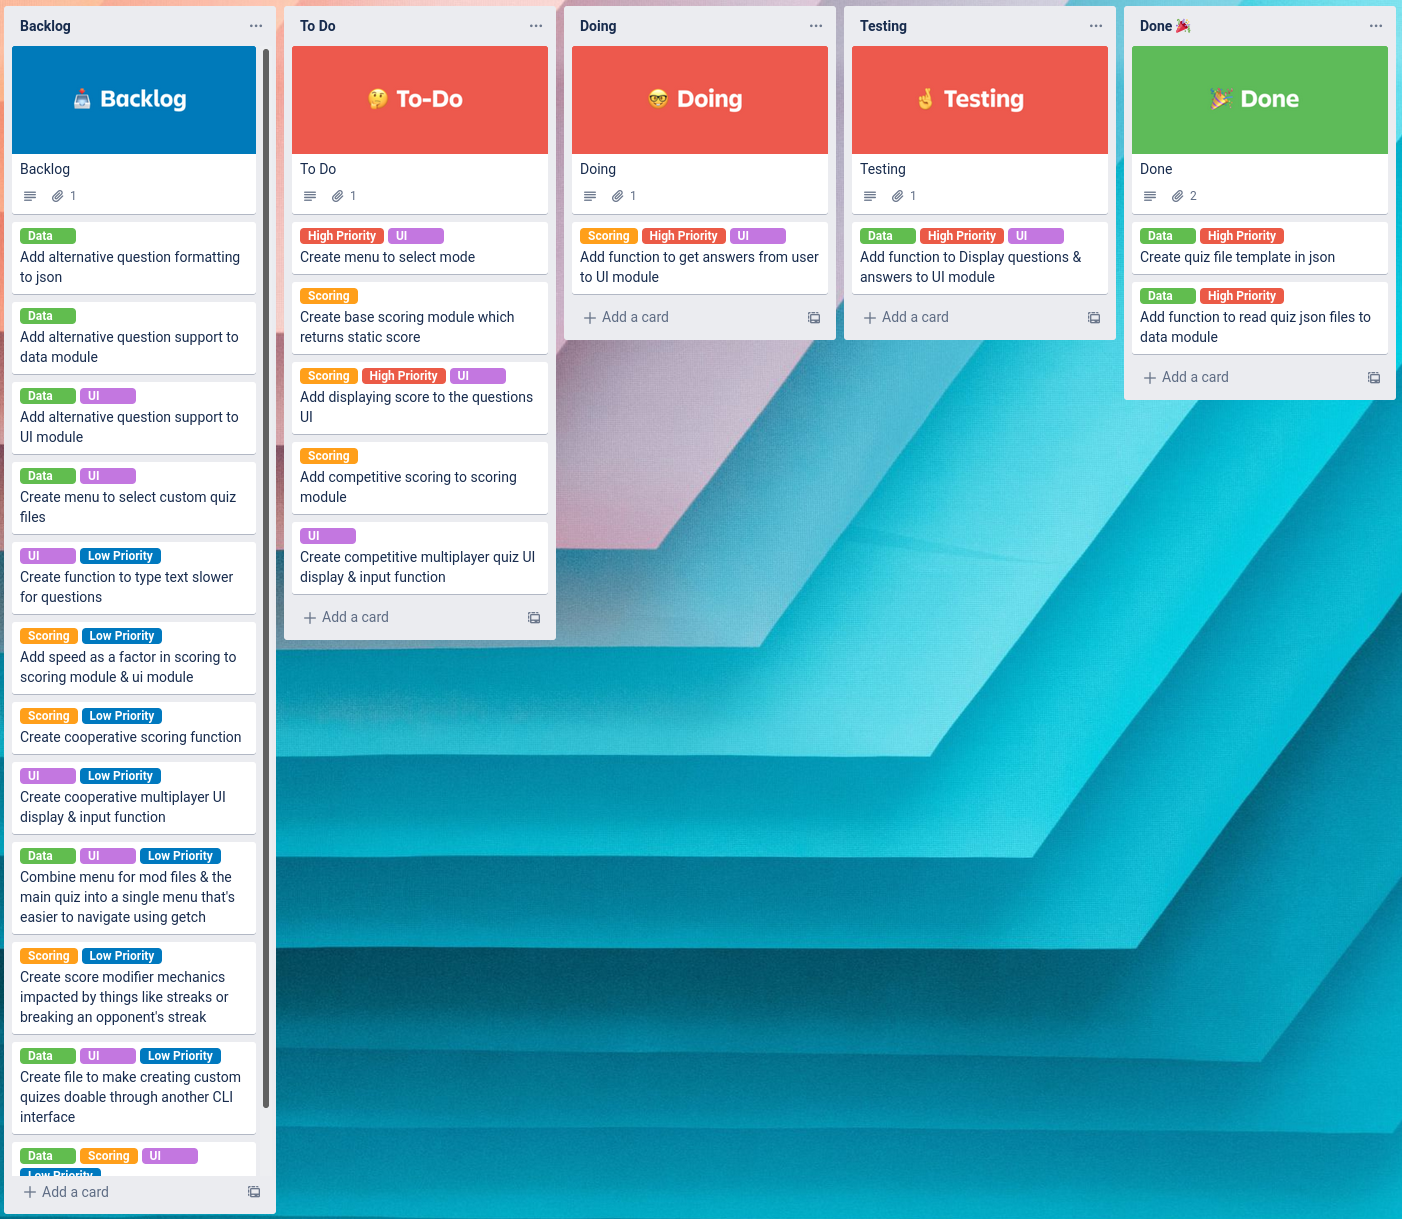 Backlog
Backlog
Backlog
1
Data
Add alternative question formatting
to json
Data
Add alternative question support to
data module
Data UI
Add alternative question support to
UI module
Data UI
Create menu to select custom quiz
files
UI Low Priority
Create function to type text slower
for questions
Scoring Low Priority
Add speed as a factor in scoring to
scoring module & ui module
Scoring Low Priority
Create cooperative scoring function
UI Low Priority
Create cooperative multiplayer UI
display & input function
Data UI Low Priority
Combine menu for mod files & the
main quiz into a single menu that's
easier to navigate using getch
Scoring Low Priority
Create score modifier mechanics
impacted by things like streaks or
breaking an opponent's streak
Data UI Low Priority
Create file to make creating custom
quizes doable through another CLI
interface
Data Scoring UI
Low Priority
+ Add a card
To Do
To-Do
To Do
1
High Priority UI
Create menu to select mode
Scoring
Create base scoring module which
returns static score
Scoring High Priority UI
Add displaying score to the questions
UI
Scoring
Add competitive scoring to scoring
module
UI
Create competitive multiplayer quiz UI
display & input function
+ Add a card
Doing
Doing
Doing
1
Scoring High Priority UI
Add function to get answers from user
to UI module
+ Add a card
Testing
Testing
Testing
1
Data High Priority UI
Add function to Display questions &
answers to UI module
+ Add a card
Done
Done
Done
2
Data High Priority
Create quiz file template in json
Data High Priority
Add function to read quiz json files to
data module
+ Add a card